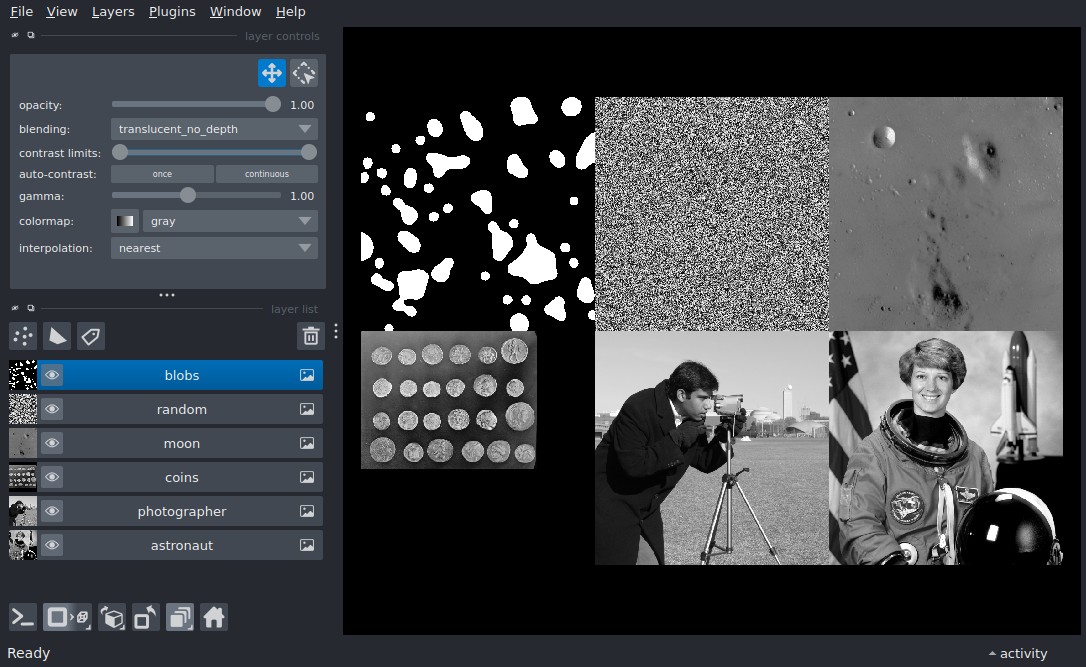 File View Layers Plugins Window Help
layer controls
opacity: 1.00
blending: translucent_no_depth
contrast limits:
auto-contrast: once continuous
gamma: 1.00
colormap: gray
interpolation: nearest
layer list
blobs
random
moon
coins
photographer
astronaut
Ready
activity